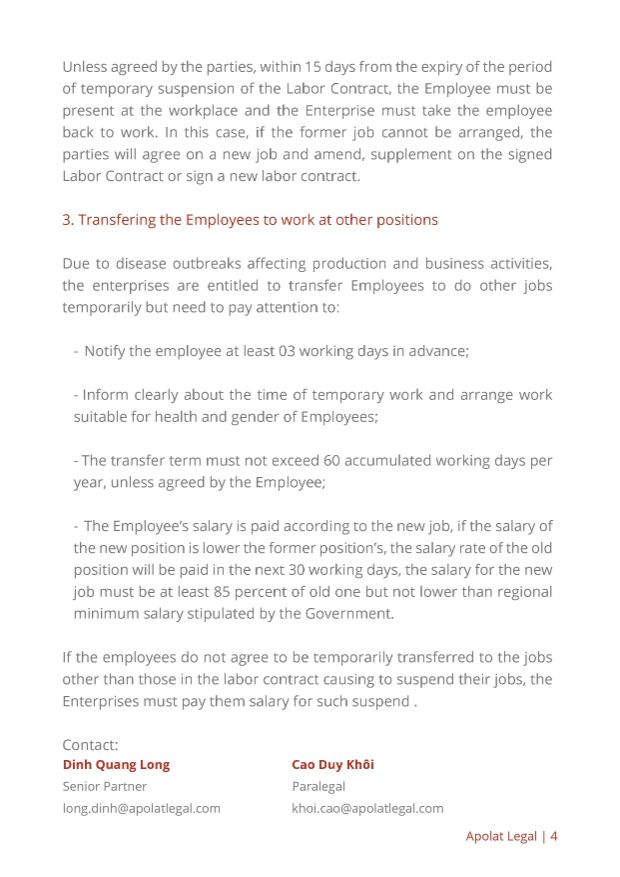 Unless agreed by the parties, within 15 days from the expiry of the period
of temporary suspension of the Labor Contract, the Employee must be
present at the workplace and the Enterprise must take the employee
back to work. In this case, if the former job cannot be arranged, the
parties will agree on a new job and amend, supplement on the signed
Labor Contract or sign a new labor contract.
3. Transfering the Employees to work at other positions
Due to disease outbreaks affecting production and business activities,
the enterprises are entitled to transfer Employees to do other jobs
temporarily but need to pay attention to:
- Notify the employee at least 03 working days in advance;
- Inform clearly about the time of temporary work and arrange work
suitable for health and gender of Employees;
- The transfer term must not exceed 60 accumulated working days per
year, unless agreed by the Employee;
- The Employee’s salary is paid according to the new job, if the salary of
the new position is lower the former position’s, the salary rate of the old
position will be paid in the next 30 working days, the salary for the new
job must be at least 85 percent of old one but not lower than regional
minimum salary stipulated by the Government.
If the employees do not agree to be temporarily transferred to the jobs
other than those in the labor contract causing to suspend their jobs, the
Enterprises must pay them salary for such suspend .
Contact:
Dinh Quang Long
Senior Partner
long.dinh@apolatlegal.com
Cao Duy Khôi
Paralegal
khoi.cao@apolatlegal.com
Apolat Legal | 4